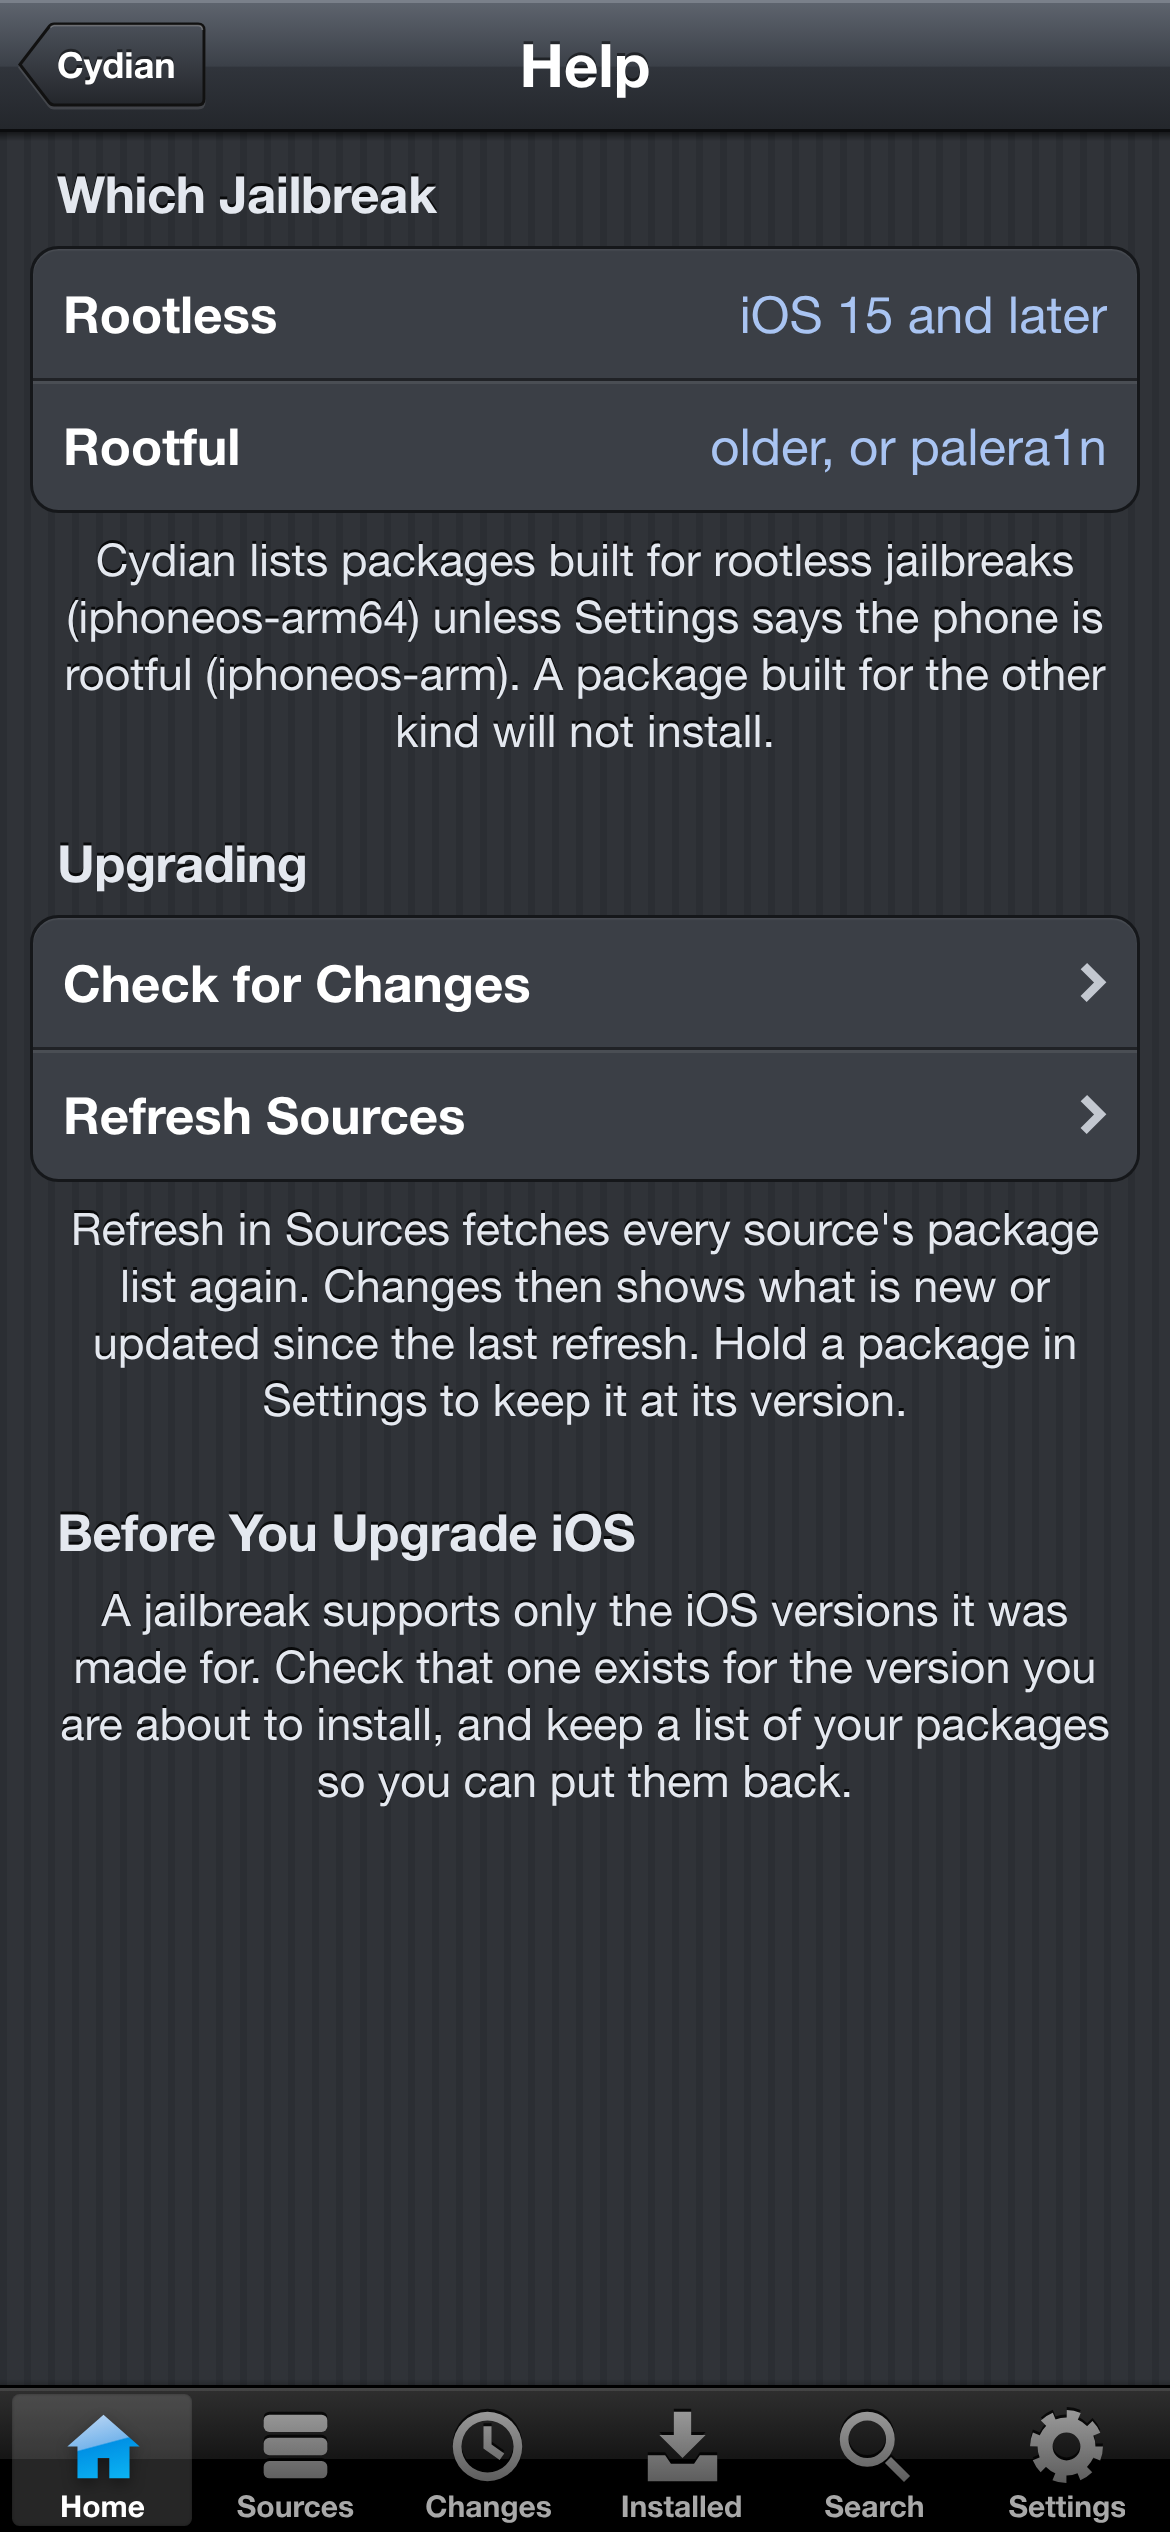 Cydian
Help
Which Jailbreak
Rootless
iOS 15 and later
Rootful
older, or palera1n
Cydian lists packages built for rootless jailbreaks
(iphoneos-arm64) unless Settings says the phone is
rootful (iphoneos-arm). A package built for the other
kind will not install.
Upgrading
Check for Changes
Refresh Sources
Refresh in Sources fetches every source's package
list again. Changes then shows what is new or
updated since the last refresh. Hold a package in
Settings to keep it at its version.
Before You Upgrade iOS
A jailbreak supports only the iOS versions it was
made for. Check that one exists for the version you
are about to install, and keep a list of your packages
so you can put them back.
Home
Sources
Changes
Installed
Search
Settings